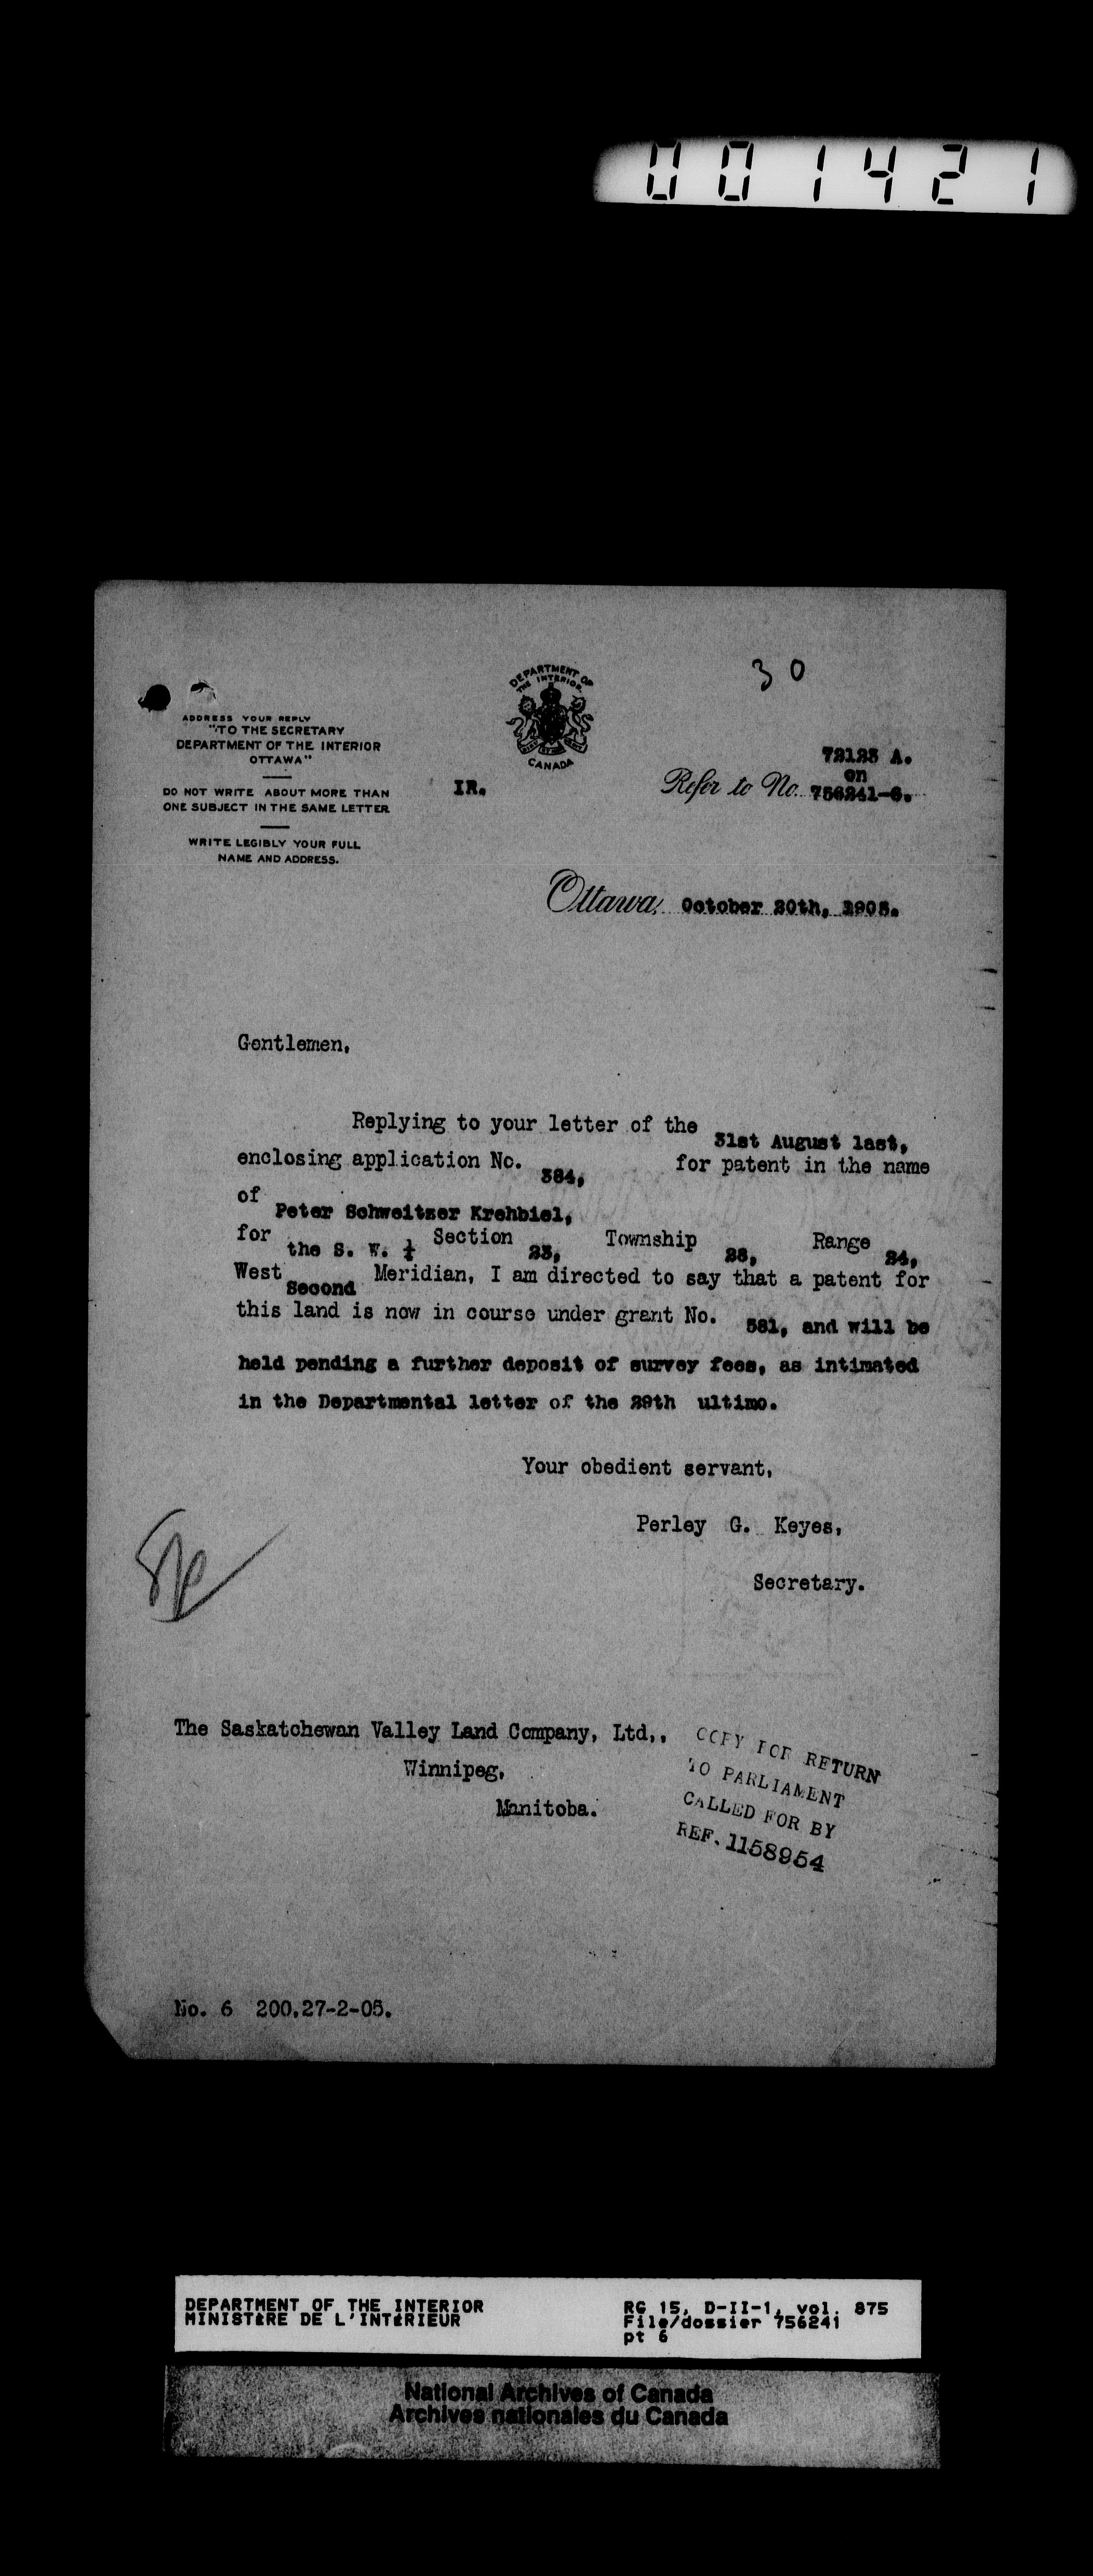 001421
30
DEPARTMENT OF
THE INTERIOR
CANADA
ADDRESS YOUR REPLY
"TO THE SECRETARY
DEPARTMENT OF THE INTERIOR
OTTAWA"
DO NOT WRITE ABOUT MORE THAN
ONE SUBJECT IN THE SAME LETTER
WRITE LEGIBLY YOUR FULL
NAME AND ADDRESS.
IR.
72123 A.
on
Refer to No. 756241-6.
Ottawa, October 20th, 1905.
Gentlemen,
Replying to your letter of the 31st August last,
enclosing application No. 384, for patent in the name
of Peter Schweitzer Krehbiel,
for the S. W. ¼ Section 23, Township 28, Range 24,
West Second Meridian, I am directed to say that a patent for
this land is now in course under grant No. 581, and will be
held pending a further deposit of survey fees, as intimated
in the Departmental letter of the 29th ultimo.
Your obedient servant,
Perley G. Keyes,
Secretary.
The Saskatchewan Valley Land Company, Ltd,.
Winnipeg,
Manitoba.
COPY FOR RETURN
TO PARLIAMENT
CALLED FOR BY
REF. 1158954
No. 6 200.27-2-05.
DEPARTMENT OF THE INTERIOR
MINISTÈRE DE L'INTÉRIEUR
RG 15, D-II-1, vol. 875
File/dossier 756241
pt 6
National Archives of Canada
Archives nationales du Canada